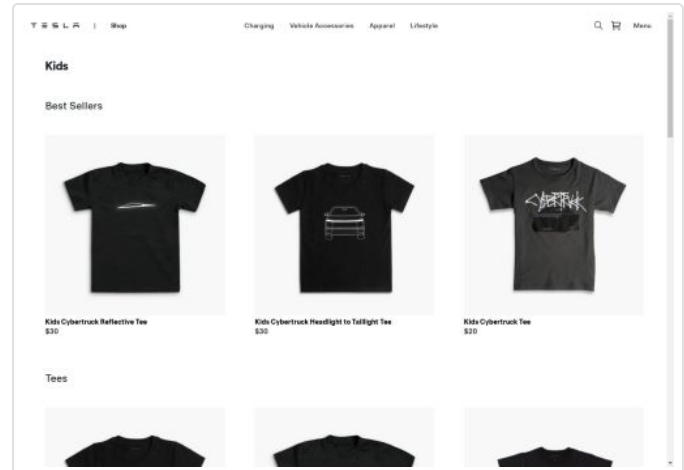 TESLA | Shop
Charging Vehicle Accessories Apparel Lifestyle
Menu
Kids
Best Sellers
CYBERTRUCK
Kids Cybertruck Reflective Tee
$30
Kids Cybertruck Headlight to Taillight Tee
$30
Kids Cybertruck Tee
$20
Tees